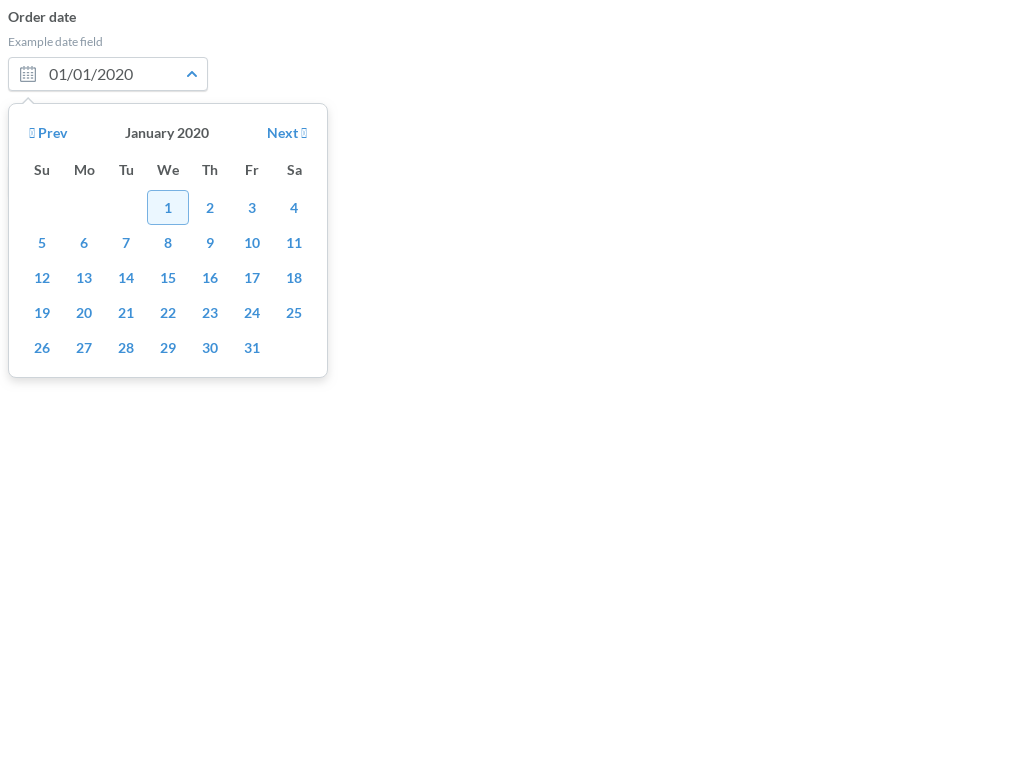 Order date
Example date field
01/01/2020
Prev January 2020 Next
Su Mo Tu We Th Fr Sa
1 2 3 4
5 6 7 8 9 10 11
12 13 14 15 16 17 18
19 20 21 22 23 24 25
26 27 28 29 30 31